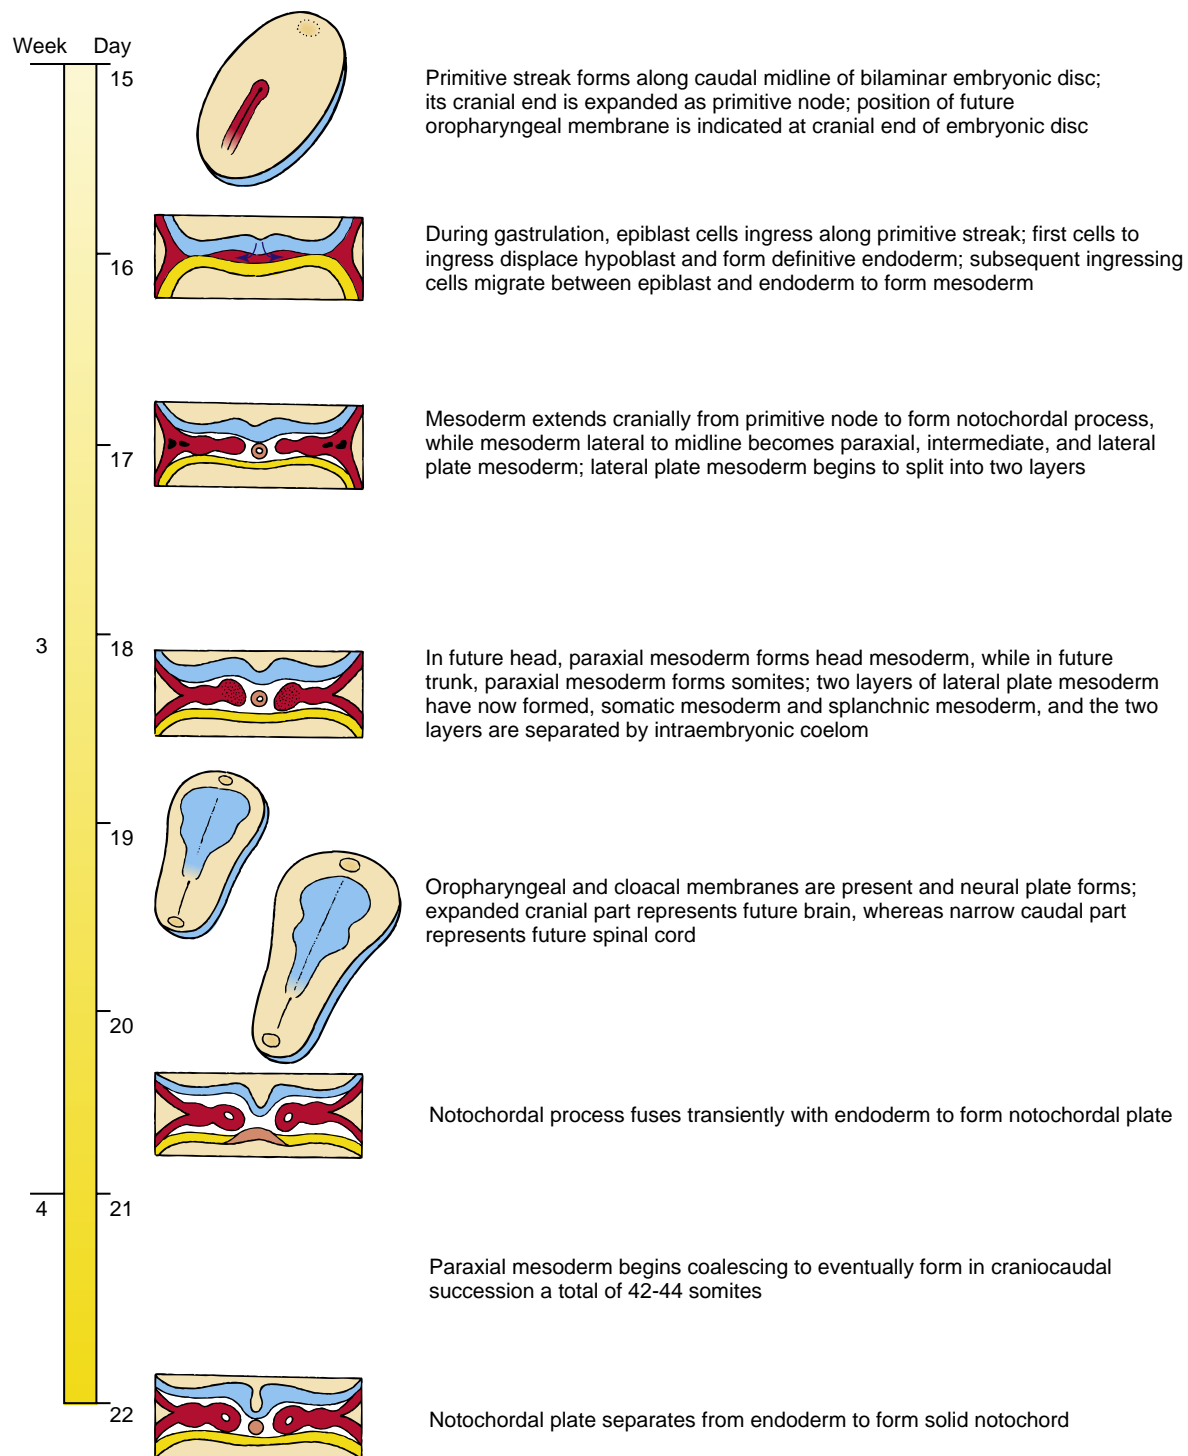 Week Day
15
Primitive streak forms along caudal midline of bilaminar embryonic disc;
its cranial end is expanded as primitive node; position of future
oropharyngeal membrane is indicated at cranial end of embryonic disc
16
During gastrulation, epiblast cells ingress along primitive streak; first cells to
ingress displace hypoblast and form definitive endoderm; subsequent ingressing
cells migrate between epiblast and endoderm to form mesoderm
17
Mesoderm extends cranially from primitive node to form notochordal process,
while mesoderm lateral to midline becomes paraxial, intermediate, and lateral
plate mesoderm; lateral plate mesoderm begins to split into two layers
3
18
In future head, paraxial mesoderm forms head mesoderm, while in future
trunk, paraxial mesoderm forms somites; two layers of lateral plate mesoderm
have now formed, somatic mesoderm and splanchnic mesoderm, and the two
layers are separated by intraembryonic coelom
19
Oropharyngeal and cloacal membranes are present and neural plate forms;
expanded cranial part represents future brain, whereas narrow caudal part
represents future spinal cord
20
Notochordal process fuses transiently with endoderm to form notochordal plate
4
21
Paraxial mesoderm begins coalescing to eventually form in craniocaudal
succession a total of 42-44 somites
22
Notochordal plate separates from endoderm to form solid notochord